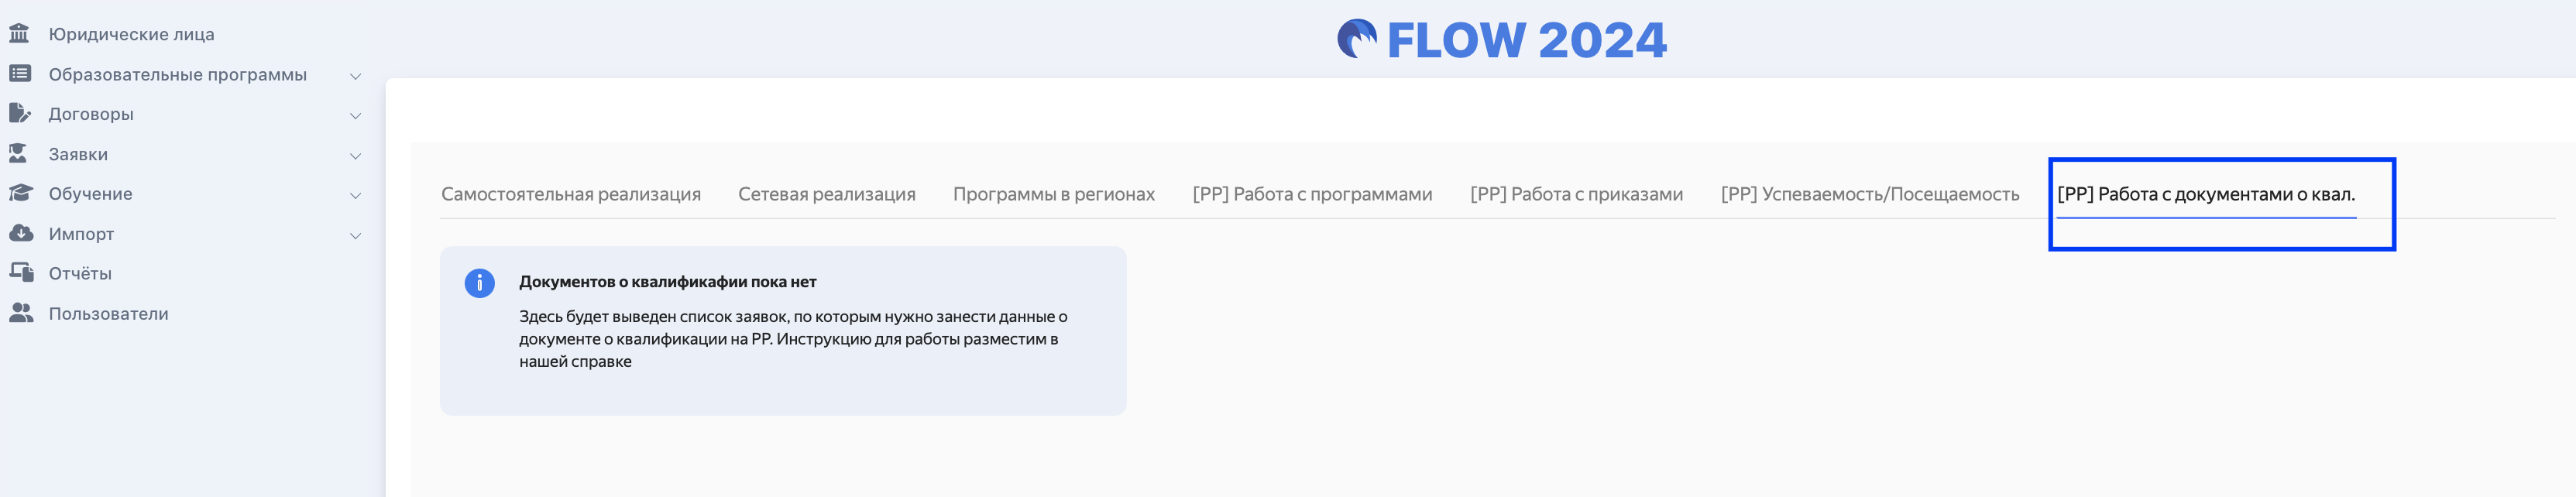 Юридические лица
Образовательные программы
Договоры
Заявки
Обучение
Импорт
Отчёты
Пользователи
FLOW 2024
Самостоятельная реализация
Сетевая реализация
Программы в регионах
[РР] Работа с программами
[РР] Работа с приказами
[РР] Успеваемость/Посещаемость
[РР] Работа с документами о квал.
Документов о квалификафии пока нет
Здесь будет выведен список заявок, по которым нужно занести данные о
документе о квалификации на РР. Инструкцию для работы разместим в
нашей справке